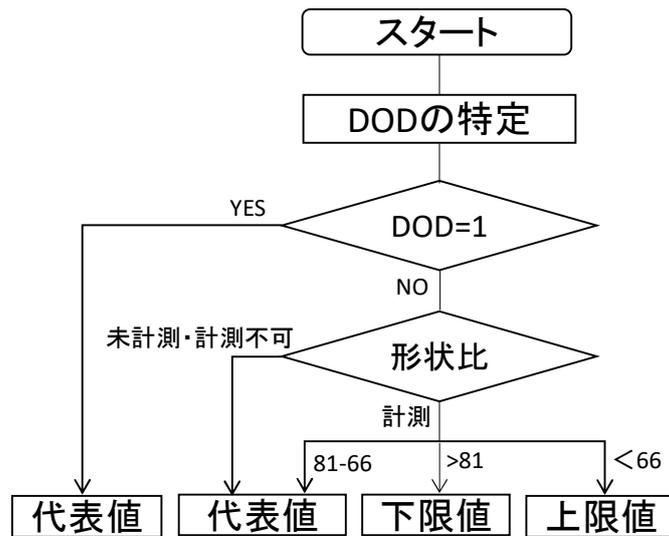 スタート
DODの特定
YES
DOD=1
NO
未計測・計測不可
形状比
計測
81-66
>81
＜66
代表値
代表値
下限値
上限値